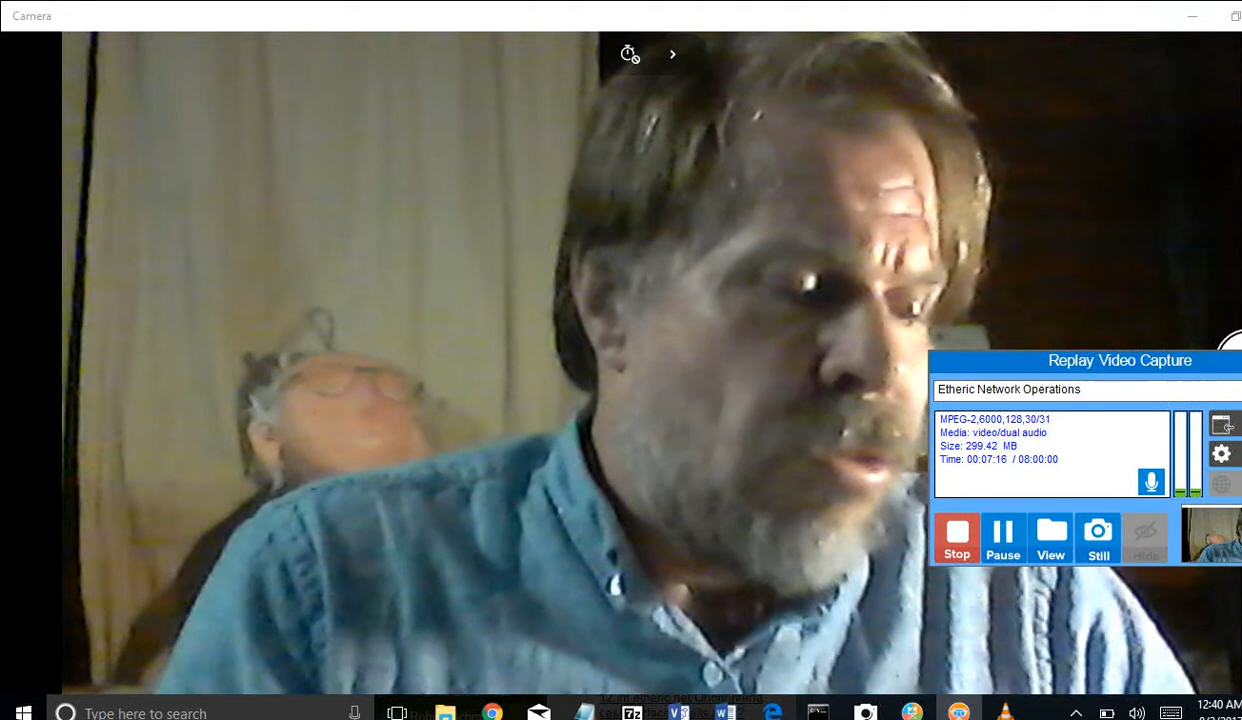 Camera
Replay Video Capture
Etheric Network Operations
MPEG-2,6000,128,30/31
Media: video/dual audio
Size: 299.42 MB
Time: 00:07:16 / 08:00:00
Stop
Pause
View
Still
Hide
Type here to search
12:40 AM